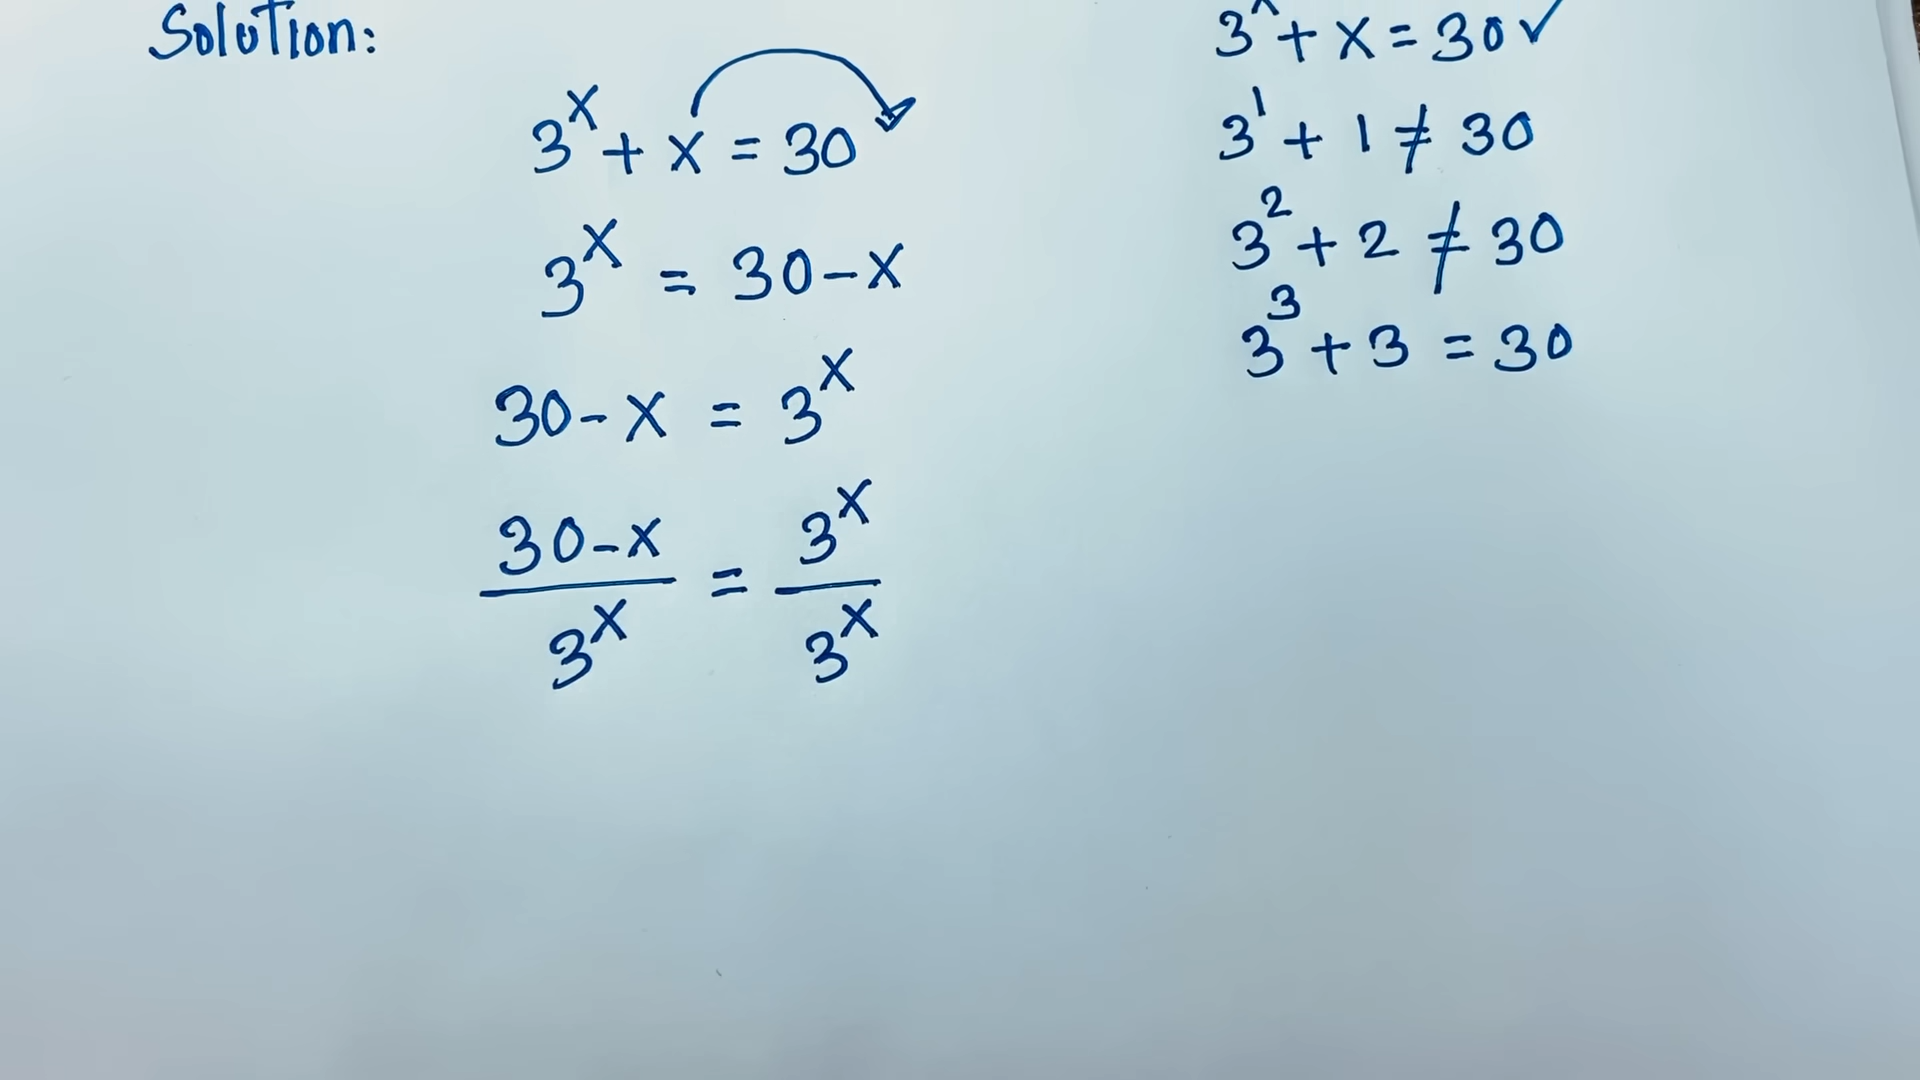 Solution:
3^x + x = 30
3^x = 30 - x
30 - x = 3^x
(30 - x)/3^x = 3^x/3^x
3^x + x = 30 ✓
3^1 + 1 ≠ 30
3^2 + 2 ≠ 30
3^3 + 3 = 30